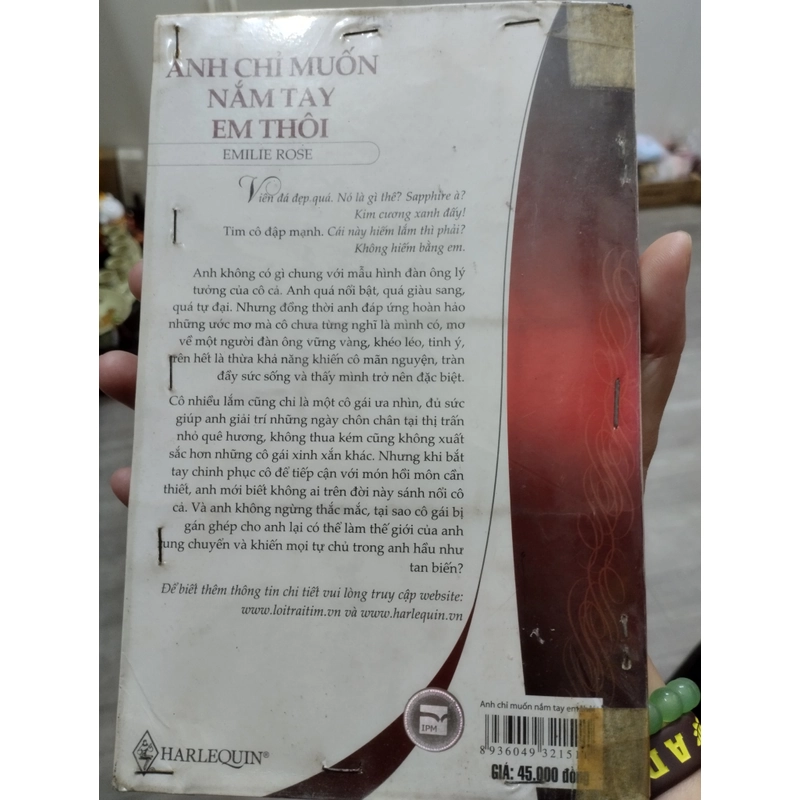 ANH CHỈ MUỐN
NẮM TAY
EM THÔI
EMILIE ROSE
Viên đá đẹp quá. Nó là gì thế? Sapphire à?
Kim cương xanh đấy!
Tim cô đập mạnh. Cái này hiếm lắm thì phải?
Không hiếm bằng em.
Anh không có gì chung với mẫu hình đàn ông lý
tưởng của cô cả. Anh quá nổi bật, quá giàu sang,
quá tự đại. Nhưng đồng thời anh đáp ứng hoàn hảo
những ước mơ mà cô chưa từng nghĩ là mình có, mơ
về một người đàn ông vững vàng, khéo léo, tinh ý,
trên hết là thừa khả năng khiến cô mãn nguyện, tràn
đầy sức sống và thấy mình trở nên đặc biệt.
Cô nhiều lắm cũng chỉ là một cô gái ưa nhìn, đủ sức
giúp anh giải trí những ngày chôn chân tại thị trấn
nhỏ quê hương, không thua kém cũng không xuất
sắc hơn những cô gái xinh xắn khác. Nhưng khi bắt
tay chinh phục cô để tiếp cận với món hồi môn cần
thiết, anh mới biết không ai trên đời này sánh nổi cô
cả. Và anh không ngừng thắc mắc, tại sao cô gái bị
gán ghép cho anh lại có thể làm thế giới của anh
rung chuyển và khiến mọi tự chủ trong anh hầu như
tan biến?
Để biết thêm thông tin chi tiết vui lòng truy cập website:
www.loitraitim.vn và www.harlequin.vn
HARLEQUIN®
IPM
Anh chỉ muốn nắm tay em
8 936049 3215
GIÁ: 45.000 đồng